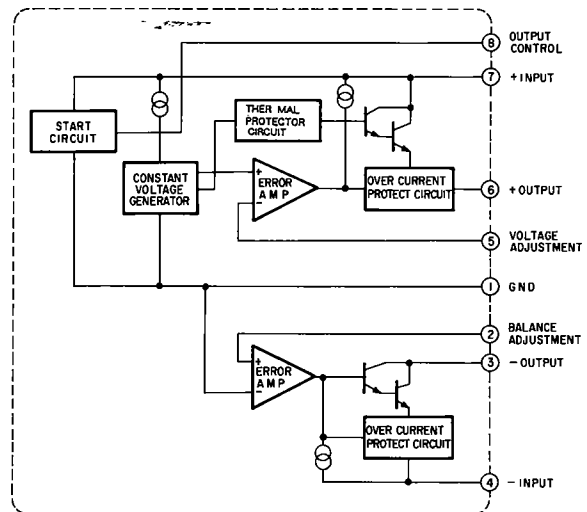 8 OUTPUT
CONTROL
7 + INPUT
START
CIRCUIT
THER MAL
PROTECTOR
CIRCUIT
CONSTANT
VOLTAGE
GENERATOR
+
ERROR
AMP
-
OVER CURRENT
PROTECT CIRCUIT
6 + OUTPUT
5 VOLTAGE
ADJUSTMENT
1 GND
2 BALANCE
ADJUSTMENT
3 - OUTPUT
+
ERROR
AMP
-
OVER CURRENT
PROTECT CIRCUIT
4 - INPUT